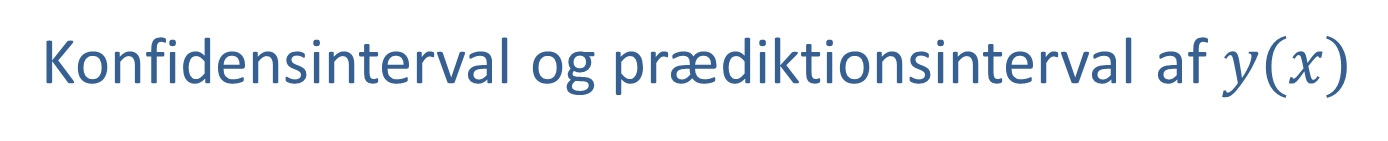 Konfidensinterval og prædiktionsinterval af 𝑦(𝑥)